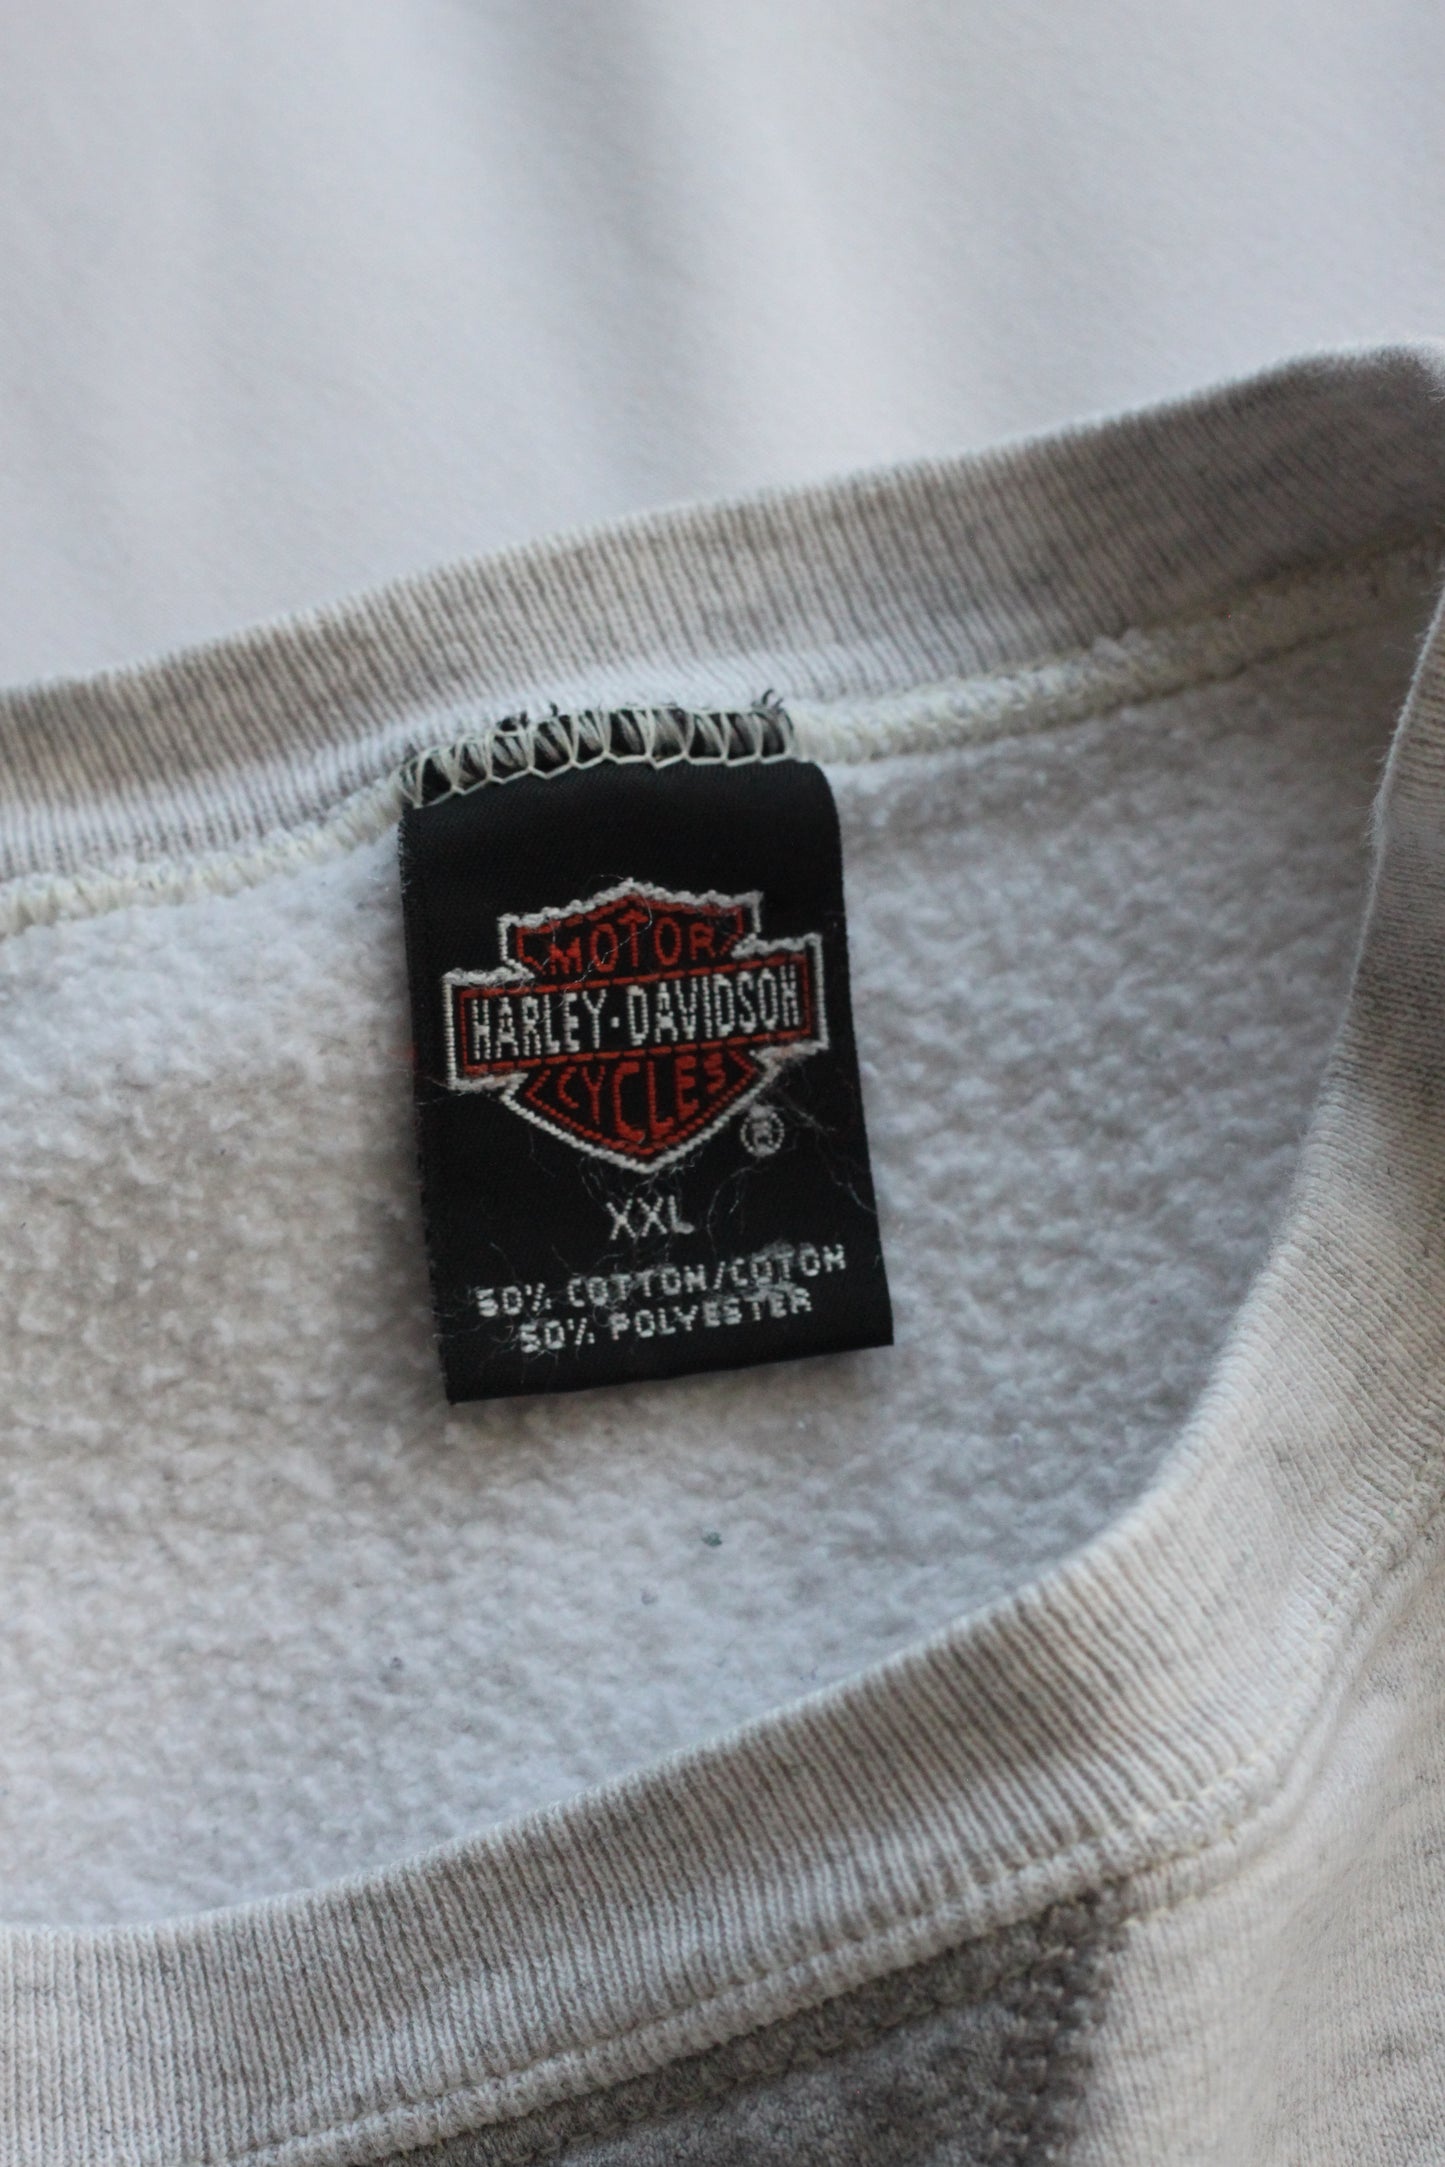 MOTOR
HARLEY-DAVIDSON
CYCLES
®
XXL
50% COTTON/COTON
50% POLYESTER